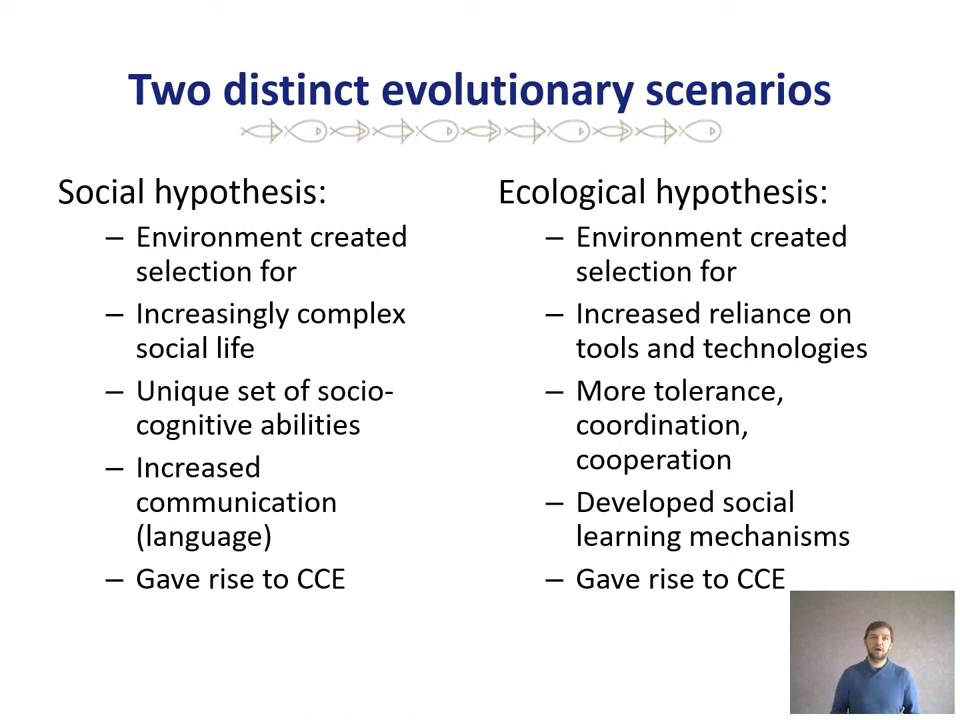 Two distinct evolutionary scenarios
Social hypothesis:
– Environment created
selection for
– Increasingly complex
social life
– Unique set of socio-
cognitive abilities
– Increased
communication
(language)
– Gave rise to CCE
Ecological hypothesis:
– Environment created
selection for
– Increased reliance on
tools and technologies
– More tolerance,
coordination,
cooperation
– Developed social
learning mechanisms
– Gave rise to CCE